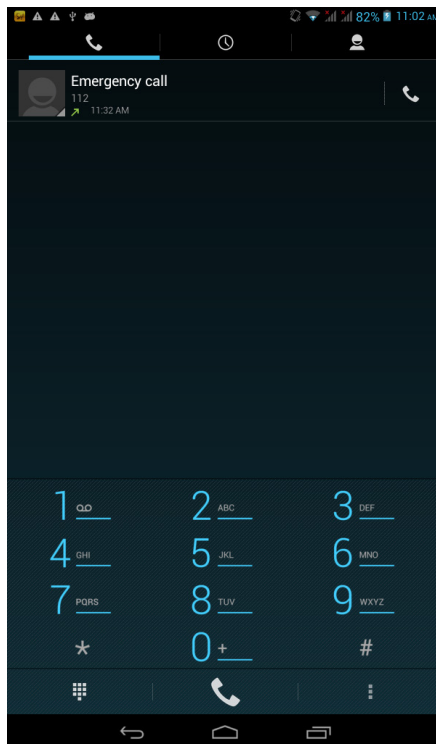 82% 11:02 AM
Emergency call
112
11:32 AM
1 2 ABC 3 DEF
4 GHI 5 JKL 6 MNO
7 PQRS 8 TUV 9 WXYZ
* 0 + #